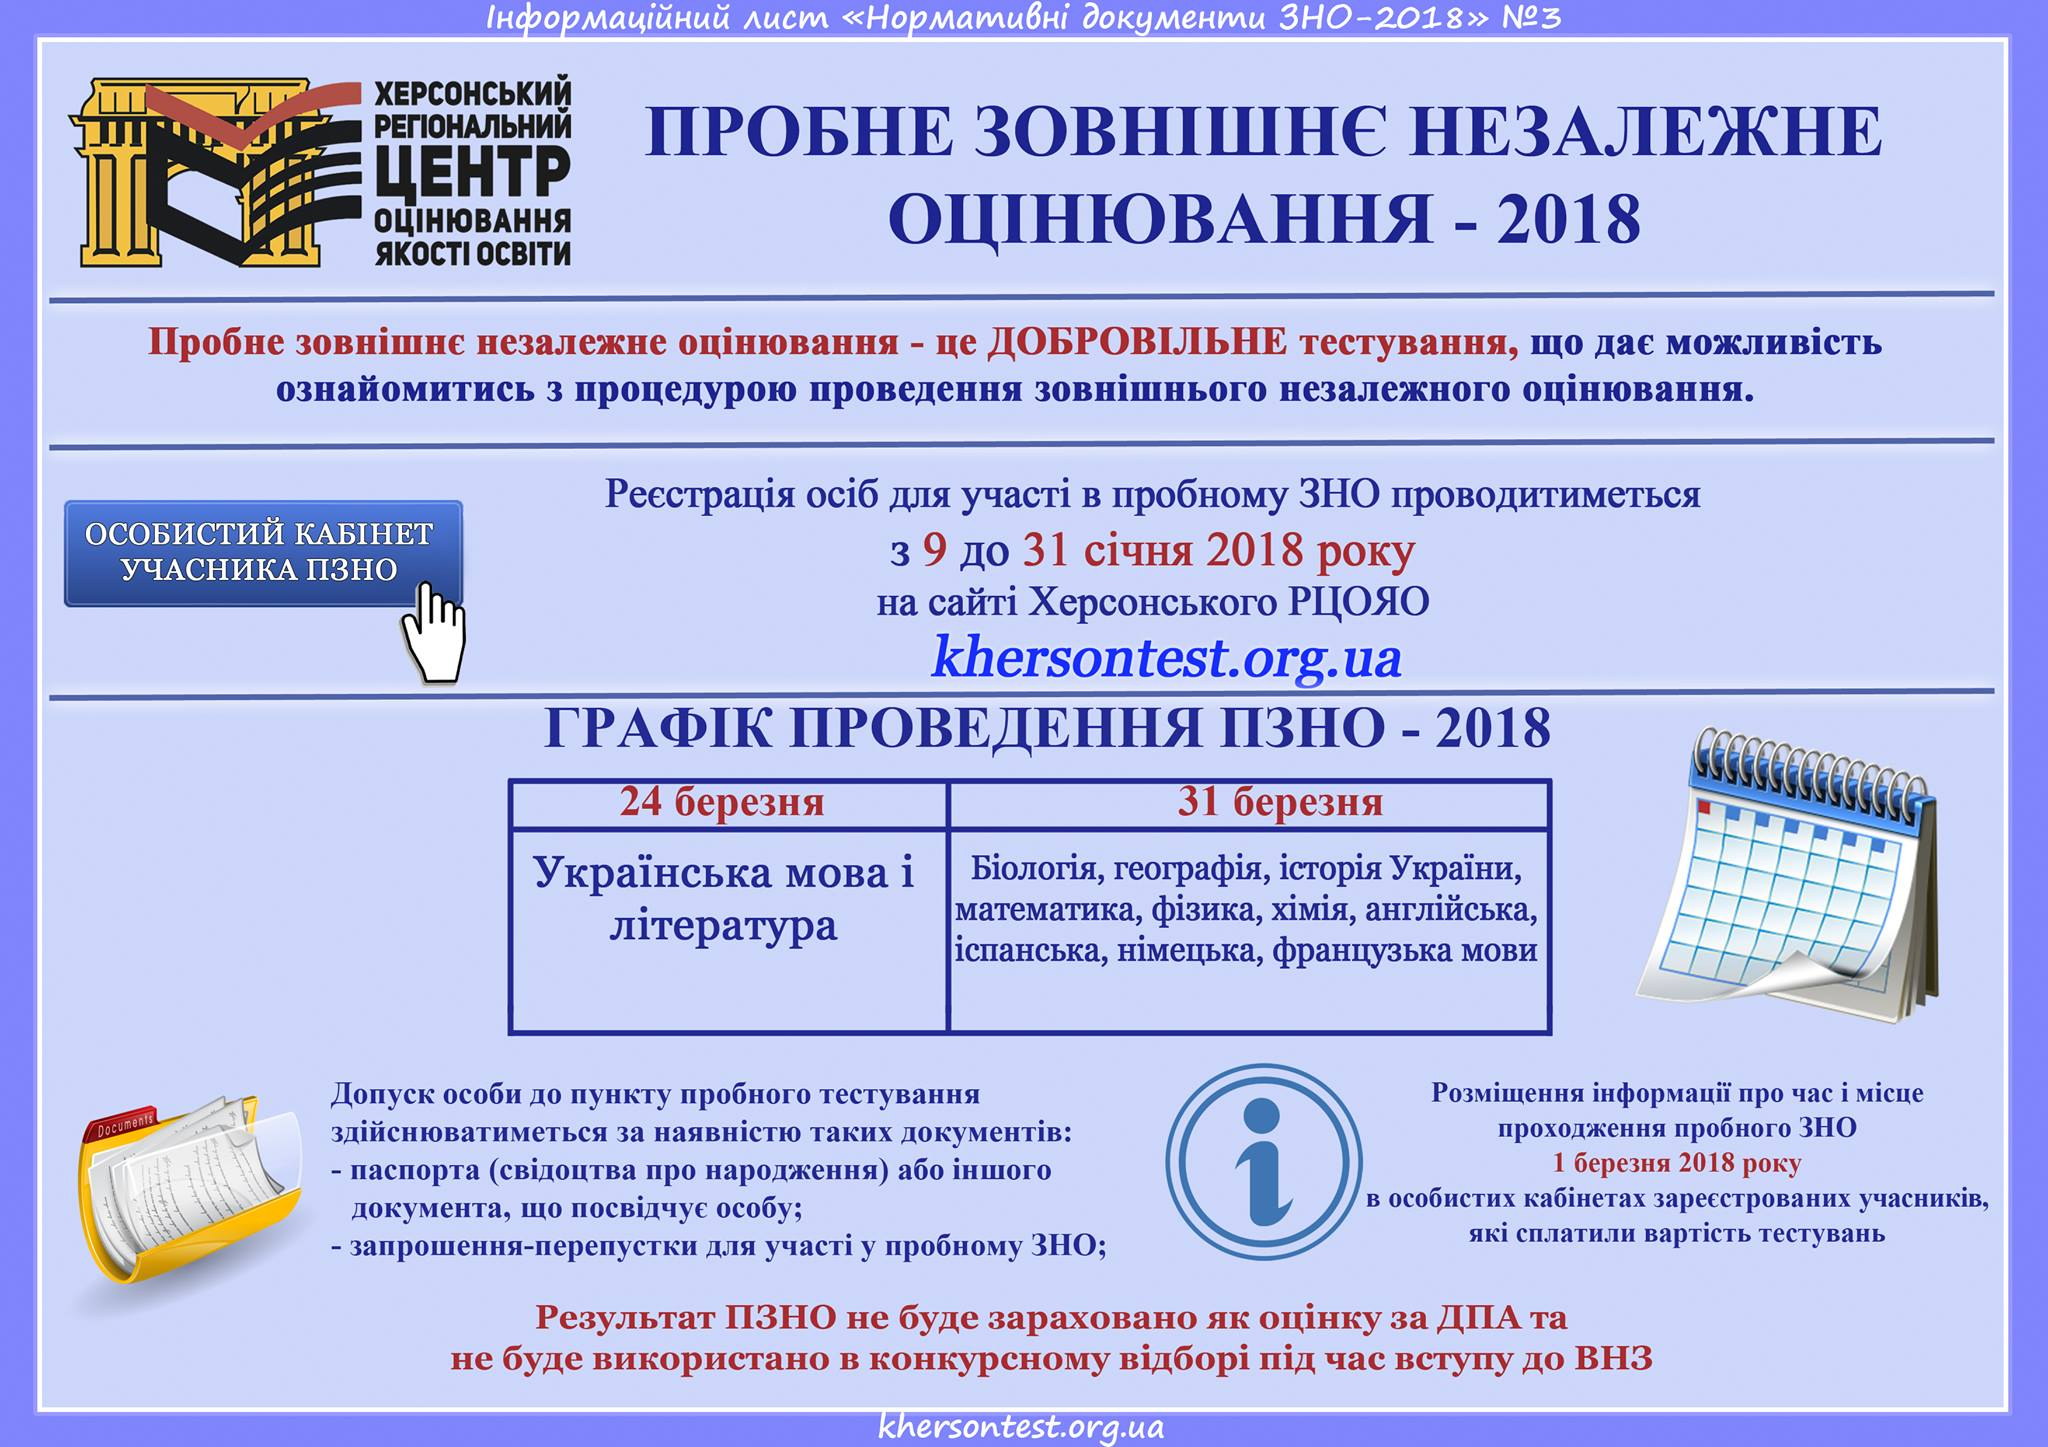 Інформаційний лист «Нормативні документи ЗНО-2018» №3
ХЕРСОНСЬКИЙ
РЕГІОНАЛЬНИЙ
ЦЕНТР
ОЦІНЮВАННЯ
ЯКОСТІ ОСВІТИ
ПРОБНЕ ЗОВНІШНЄ НЕЗАЛЕЖНЕ
ОЦІНЮВАННЯ - 2018
Пробне зовнішнє незалежне оцінювання - це ДОБРОВІЛЬНЕ тестування, що дає можливість
ознайомитись з процедурою проведення зовнішнього незалежного оцінювання.
ОСОБИСТИЙ КАБІНЕТ
УЧАСНИКА ПЗНО
Реєстрація осіб для участі в пробному ЗНО проводитиметься
з 9 до 31 січня 2018 року
на сайті Херсонського РЦОЯО
khersontest.org.ua
ГРАФІК ПРОВЕДЕННЯ ПЗНО - 2018
24 березня
31 березня
Українська мова і
література
Біологія, географія, історія України,
математика, фізика, хімія, англійська,
іспанська, німецька, французька мови
Documents
Допуск особи до пункту пробного тестування
здійснюватиметься за наявністю таких документів:
- паспорта (свідоцтва про народження) або іншого
документа, що посвідчує особу;
- запрошення-перепустки для участі у пробному ЗНО;
Розміщення інформації про час і місце
проходження пробного ЗНО
1 березня 2018 року
в особистих кабінетах зареєстрованих учасників,
які сплатили вартість тестувань
Результат ПЗНО не буде зараховано як оцінку за ДПА та
не буде використано в конкурсному відборі під час вступу до ВНЗ
khersontest.org.ua